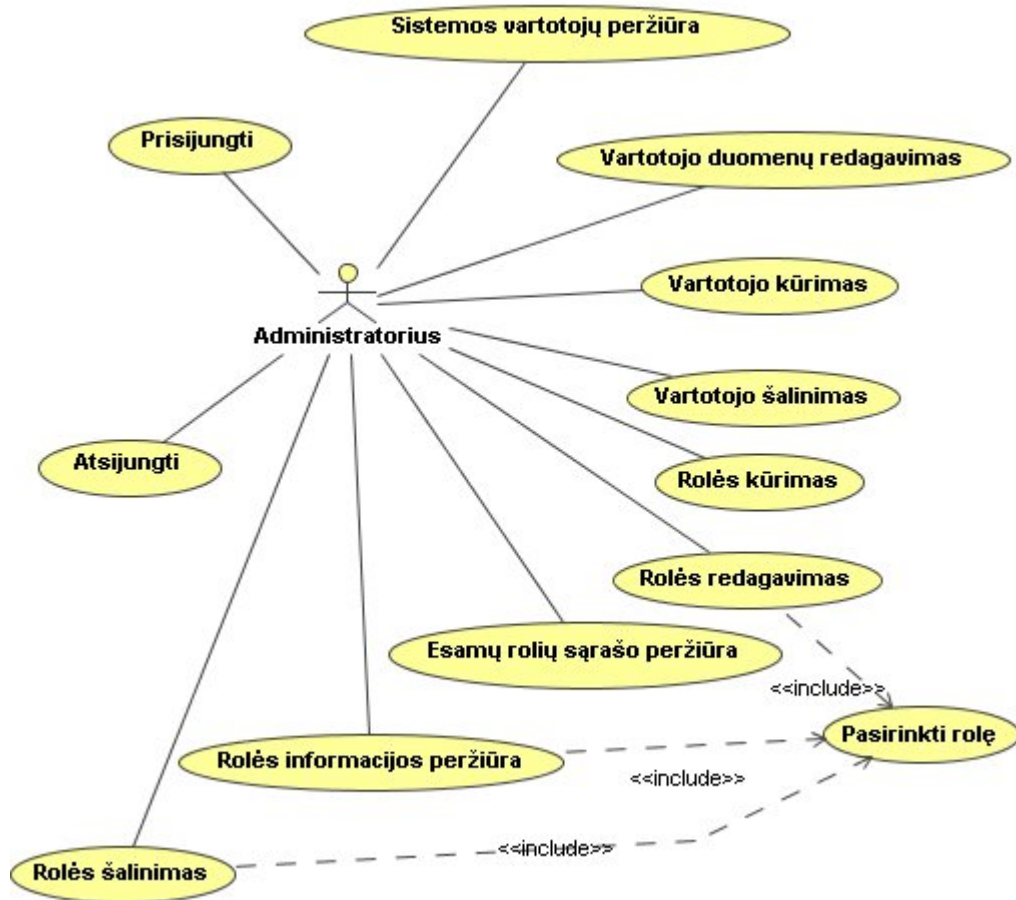 Sistemos vartotojų peržiūra
Prisijungti
Vartotojo duomenų redagavimas
Vartotojo kūrimas
Administratorius
Vartotojo šalinimas
Atsijungti
Rolės kūrimas
Rolės redagavimas
Esamų rolių sąrašo peržiūra
<<include>>
Pasirinkti rolę
Rolės informacijos peržiūra
<<include>>
<<include>>
Rolės šalinimas